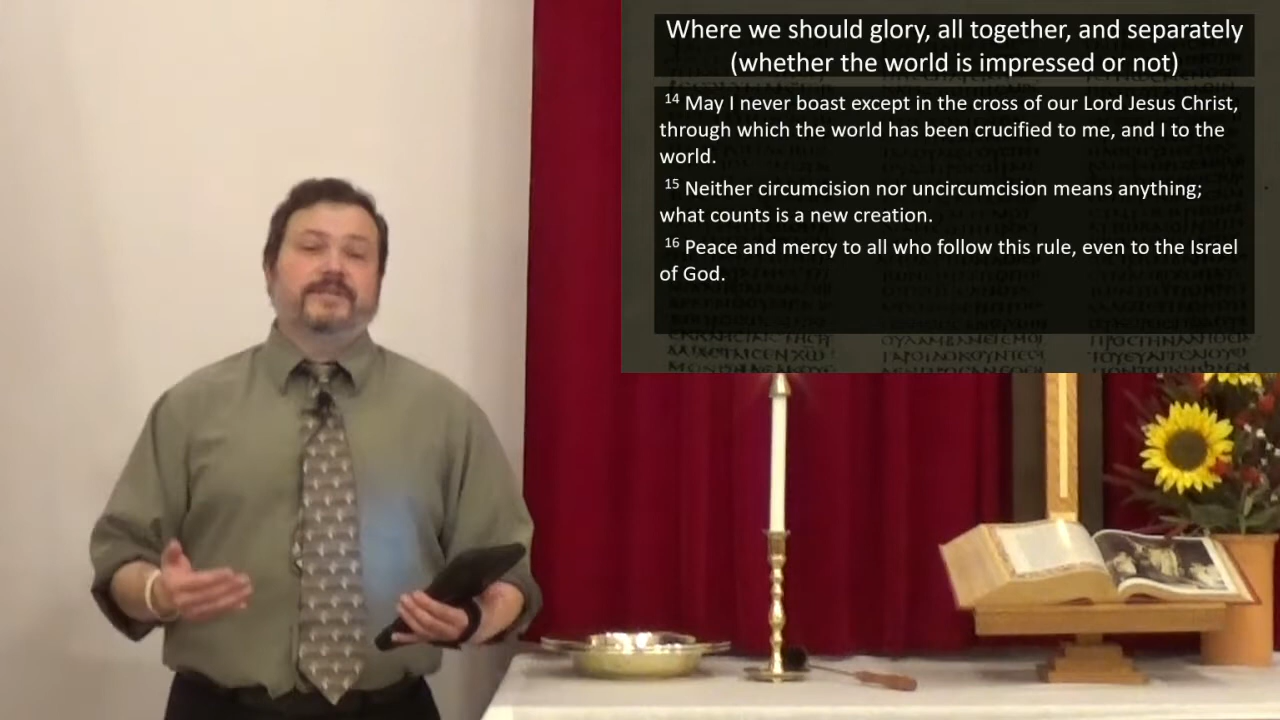 Where we should glory, all together, and separately
(whether the world is impressed or not)
14 May I never boast except in the cross of our Lord Jesus Christ,
through which the world has been crucified to me, and I to the
world.
15 Neither circumcision nor uncircumcision means anything;
what counts is a new creation.
16 Peace and mercy to all who follow this rule, even to the Israel
of God.